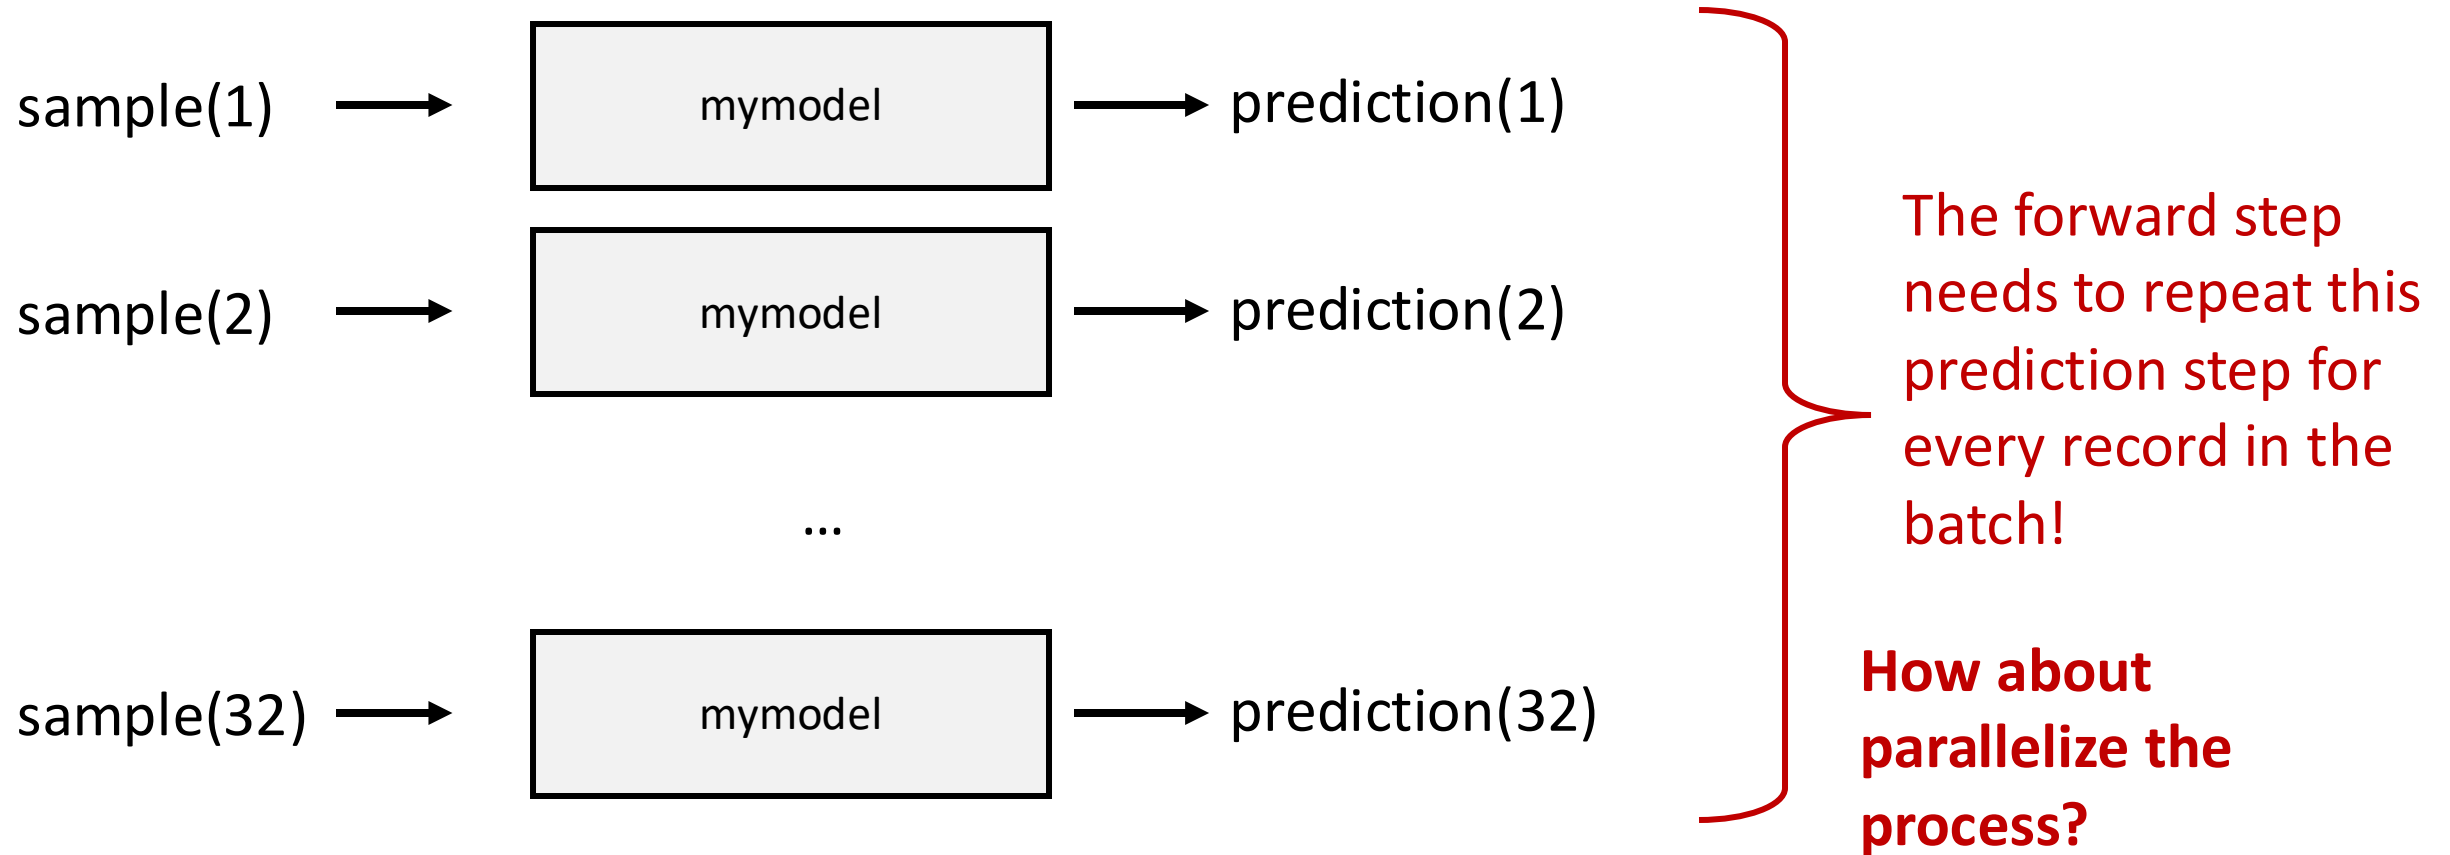 sample(1) mymodel prediction(1)
sample(2) mymodel prediction(2)
...
sample(32) mymodel prediction(32)
The forward step
needs to repeat this
prediction step for
every record in the
batch!
How about
parallelize the
process?